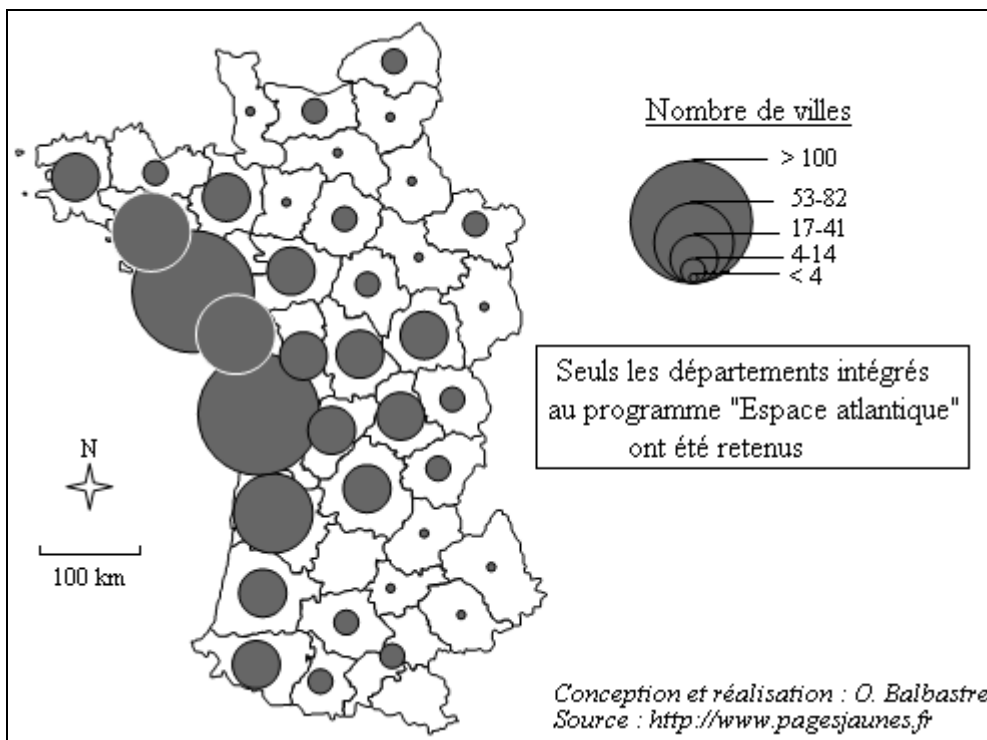 Nombre de villes
> 100
53-82
17-41
4-14
< 4
Seuls les départements intégrés
au programme "Espace atlantique"
ont été retenus
N
100 km
Conception et réalisation : O. Balbastre
Source : http://www.pagesjaunes.fr